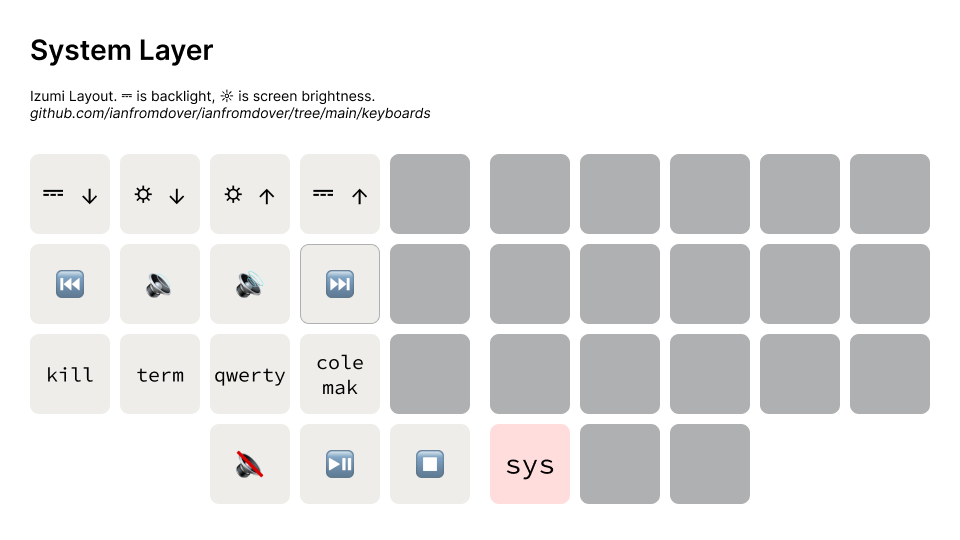 System Layer
Izumi Layout. ⎓ is backlight, ☼ is screen brightness.
github.com/ianfromdover/ianfromdover/tree/main/keyboards
⎓ ↓ ☼ ↓ ☼ ↑ ⎓ ↑
⏮️ 🔈 🔊 ⏭️
kill term qwerty cole
mak
🔇 ⏯️ ⏹️ sys